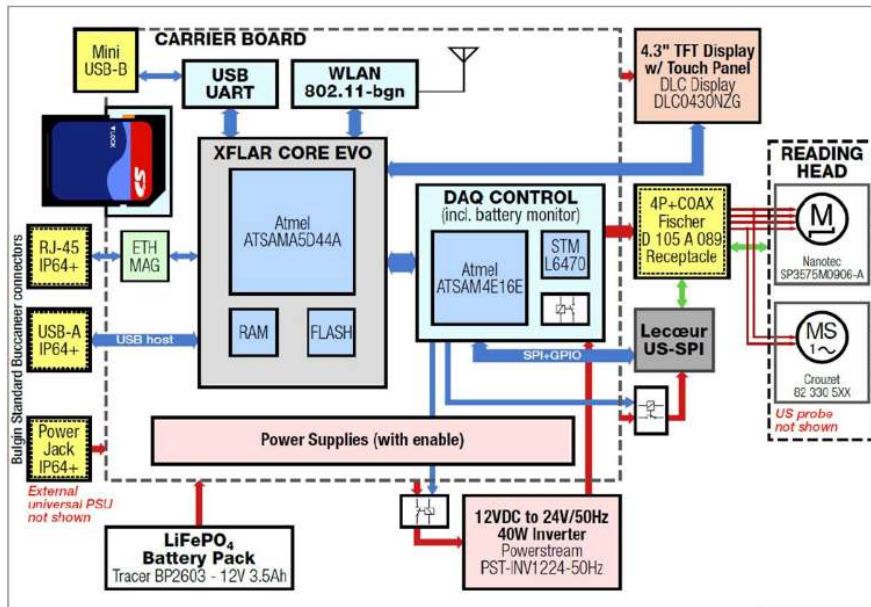 CARRIER BOARD
Mini
USB-B
USB
UART
WLAN
802.11-bgn
4.3" TFT Display
w/ Touch Panel
DLC Display
DLC0430NZG
LOCK
XFLAR CORE EVO
Atmel
ATSAMA5D44A
RAM
FLASH
DAQ CONTROL
(incl. battery monitor)
Atmel
ATSAM4E16E
STM
L6470
4P+COAX
Fischer
D 105 A 089
Receptacle
READING
HEAD
M
Nanotec
SP3575M0906-A
MS
1~
Crouzet
82 330 5XX
US probe
not shown
Bulgin Standard Buccaneer connectors
RJ-45
IP64+
ETH
MAG
USB-A
IP64+
USB host
SPI+GPIO
Lecœur
US-SPI
Power
Jack
IP64+
External
universal PSU
not shown
Power Supplies (with enable)
LiFePO4
Battery Pack
Tracer BP2603 - 12V 3.5Ah
12VDC to 24V/50Hz
40W Inverter
Powerstream
PST-INV1224-50Hz